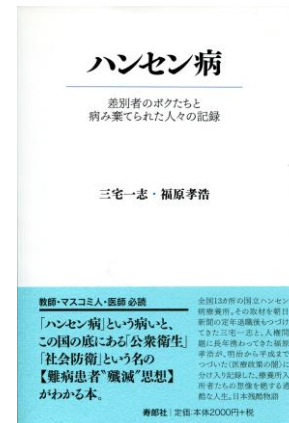 ハンセン病
差別者のボクたちと
病み棄てられた人々の記録
三宅一志・福原孝浩
教師・マスコミ人・医師 必読
「ハンセン病」という病いと、
この国の底にある「公衆衛生」
「社会防衛」という名の
【難病患者〝殲滅〟思想】
がわかる本。
全国13か所の国立ハンセン
病療養所。その取材を朝日
新聞の定年退職後もつづけ
てきた三宅一志と、人権問
題に長年携わってきた福原
孝浩が、明治から平成まで
つづいた〈医療政策の闇〉に
分け入り記録した、療養所入
所者たちの想像を絶する過
酷な人生。日本残酷物語
寿郎社|定価:本体2000円+税